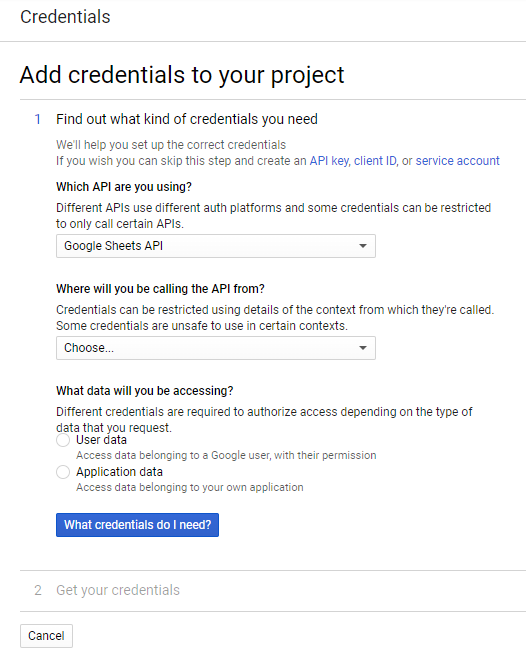 Credentials
Add credentials to your project
1 Find out what kind of credentials you need
We'll help you set up the correct credentials
If you wish you can skip this step and create an API key, client ID, or service account
Which API are you using?
Different APIs use different auth platforms and some credentials can be restricted
to only call certain APIs.
Google Sheets API
Where will you be calling the API from?
Credentials can be restricted using details of the context from which they're called.
Some credentials are unsafe to use in certain contexts.
Choose...
What data will you be accessing?
Different credentials are required to authorize access depending on the type of
data that you request.
User data
Access data belonging to a Google user, with their permission
Application data
Access data belonging to your own application
What credentials do I need?
2 Get your credentials
Cancel